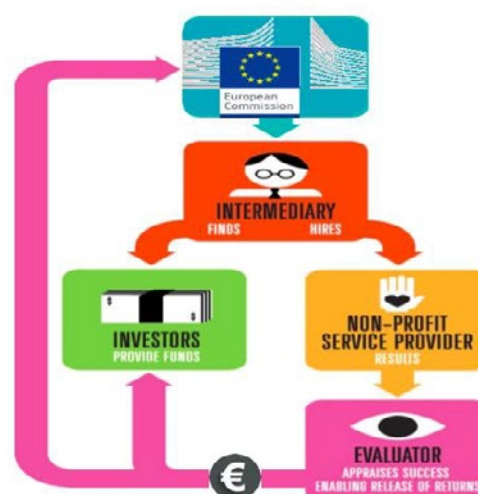 European
Commission
INTERMEDIARY
FINDS HIRES
$ $
INVESTORS
PROVIDE FUNDS
NON-PROFIT
SERVICE PROVIDER
RESULTS
EVALUATOR
APPRAISES SUCCESS
ENABLING RELEASE OF RETURNS
€